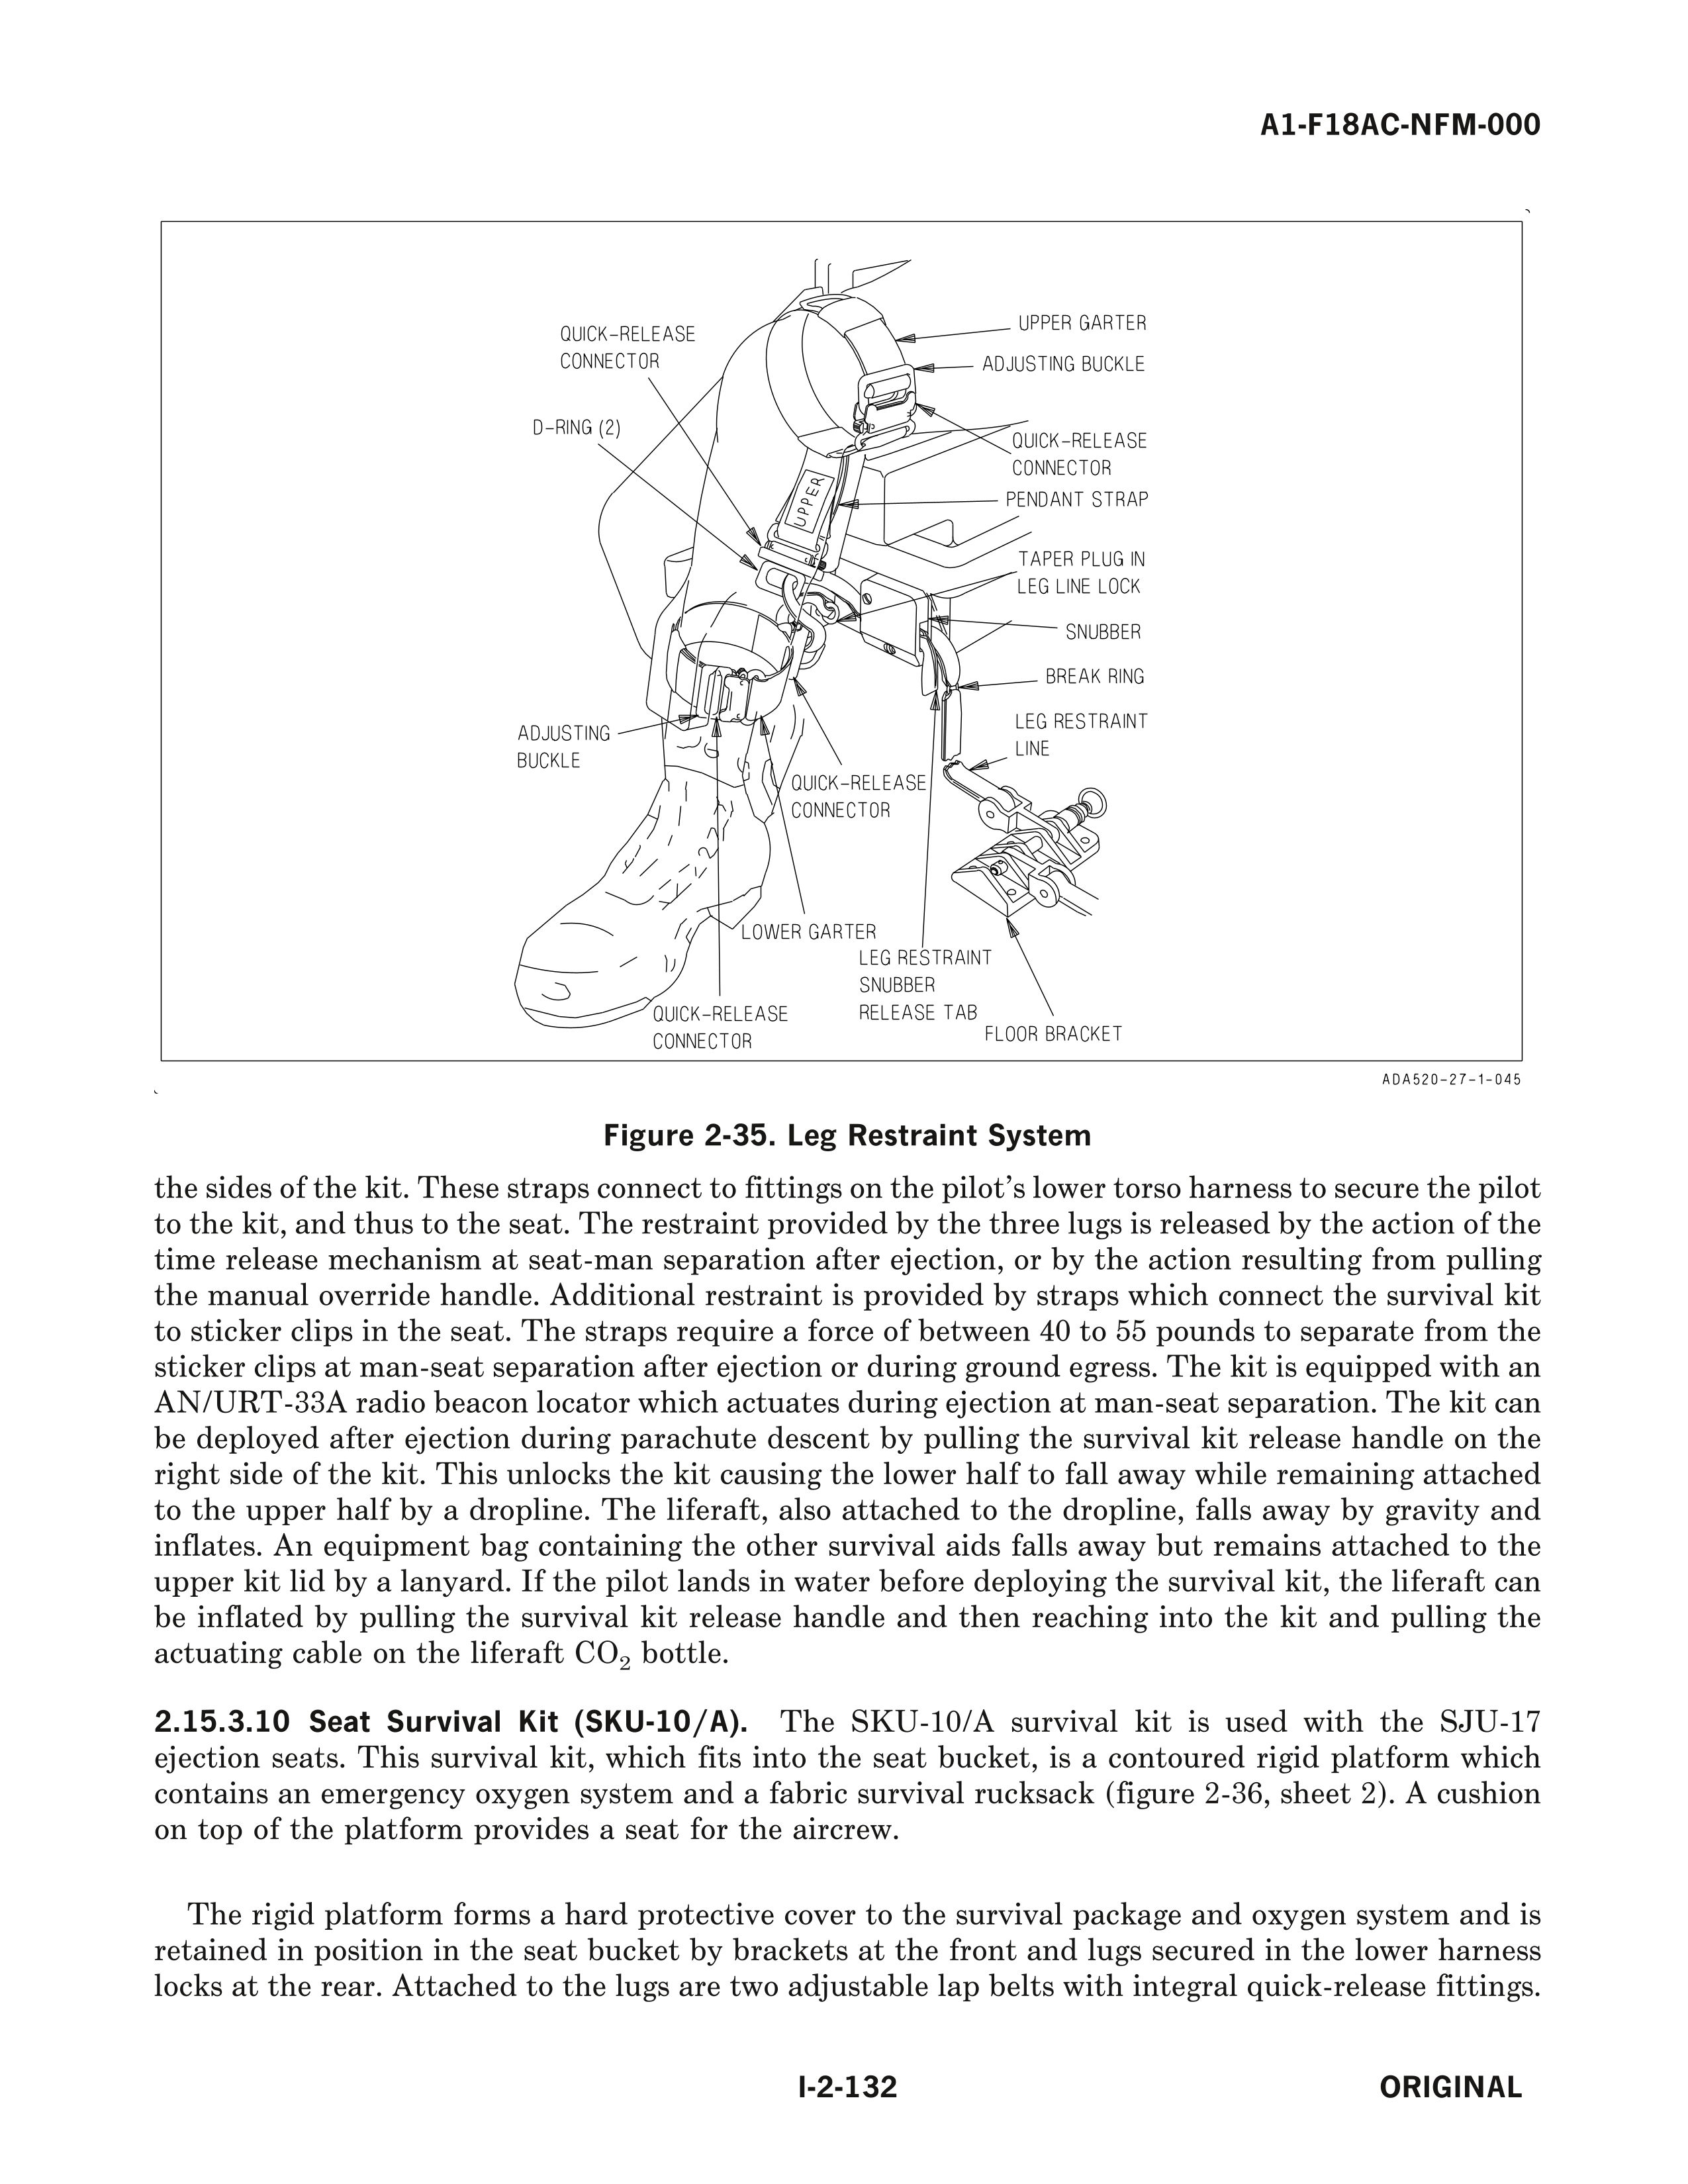 A1-F18AC-NFM-000
QUICK-RELEASE
CONNECTOR
D-RING (2)
UPPER GARTER
ADJUSTING BUCKLE
QUICK-RELEASE
CONNECTOR
PENDANT STRAP
UPPER
TAPER PLUG IN
LEG LINE LOCK
SNUBBER
BREAK RING
LEG RESTRAINT
LINE
ADJUSTING
BUCKLE
QUICK-RELEASE
CONNECTOR
LOWER GARTER
LEG RESTRAINT
SNUBBER
RELEASE TAB
QUICK-RELEASE
CONNECTOR
FLOOR BRACKET
ADA520-27-1-045
Figure 2-35. Leg Restraint System
the sides of the kit. These straps connect to fittings on the pilot's lower torso harness to secure the pilot
to the kit, and thus to the seat. The restraint provided by the three lugs is released by the action of the
time release mechanism at seat-man separation after ejection, or by the action resulting from pulling
the manual override handle. Additional restraint is provided by straps which connect the survival kit
to sticker clips in the seat. The straps require a force of between 40 to 55 pounds to separate from the
sticker clips at man-seat separation after ejection or during ground egress. The kit is equipped with an
AN/URT-33A radio beacon locator which actuates during ejection at man-seat separation. The kit can
be deployed after ejection during parachute descent by pulling the survival kit release handle on the
right side of the kit. This unlocks the kit causing the lower half to fall away while remaining attached
to the upper half by a dropline. The liferaft, also attached to the dropline, falls away by gravity and
inflates. An equipment bag containing the other survival aids falls away but remains attached to the
upper kit lid by a lanyard. If the pilot lands in water before deploying the survival kit, the liferaft can
be inflated by pulling the survival kit release handle and then reaching into the kit and pulling the
actuating cable on the liferaft CO₂ bottle.
2.15.3.10 Seat Survival Kit (SKU-10/A). The SKU-10/A survival kit is used with the SJU-17
ejection seats. This survival kit, which fits into the seat bucket, is a contoured rigid platform which
contains an emergency oxygen system and a fabric survival rucksack (figure 2-36, sheet 2). A cushion
on top of the platform provides a seat for the aircrew.
The rigid platform forms a hard protective cover to the survival package and oxygen system and is
retained in position in the seat bucket by brackets at the front and lugs secured in the lower harness
locks at the rear. Attached to the lugs are two adjustable lap belts with integral quick-release fittings.
I-2-132
ORIGINAL